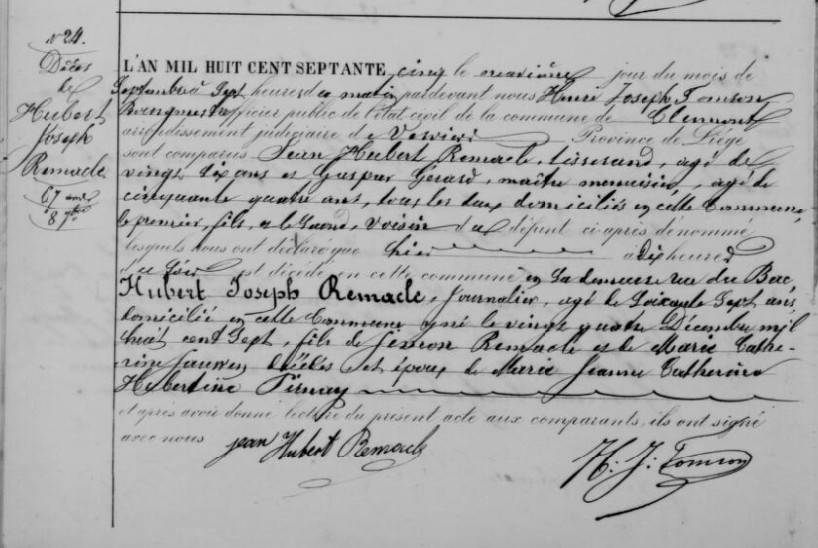 N° 24.
Décès
de
Hubert
Joseph
Remacle
67 ans
8 7bre
L'AN MIL HUIT CENT SEPTANTE cinq le neuvième jour du mois de
Septembre à Sept heures du matin pardevant nous Henri Joseph Tomson
Bourgmestre officier public de l'état civil de la commune de Clermont
arrondissement judiciaire de Verviers Province de Liége
sont comparus Jean Hubert Remacle, tisserand, agé de
vingt ans et Gaspar Gerard, maître menuisier, agé de
cinquante quatre ans, tous les deux domiciliés en cette Commune,
le premier, fils, et le second, voisin du défunt ci-après dénommé
lesquels nous ont déclaré que hier à dix heures
du soir est décédé en cette commune en sa demeure rue du Bac,
Hubert Joseph Remacle, Journalier, agé de soixante Sept ans,
domicilié en cette Commune, né le vingt quatre Décembre mil
huit cent Sept, fils de Simon Remacle et de Marie Cathe-
rine décédés et époux de Marie Jeanne Catherine
Hubertine
et après avoir donné lecture du présent acte aux comparants, ils ont signé
avec nous Jean Hubert Remacle
H. J. Tomson